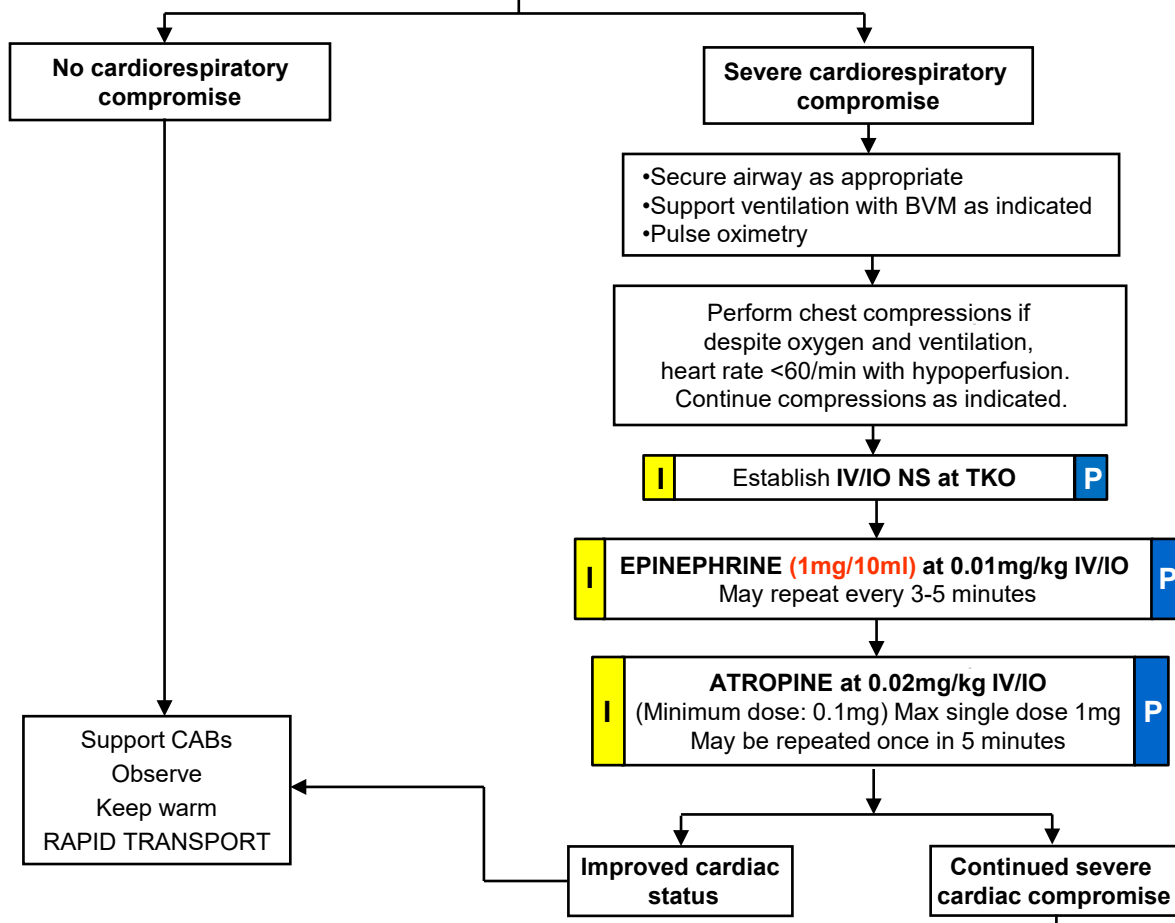 No cardiorespiratory
compromise
Severe cardiorespiratory
compromise
•Secure airway as appropriate
•Support ventilation with BVM as indicated
•Pulse oximetry
Perform chest compressions if
despite oxygen and ventilation,
heart rate <60/min with hypoperfusion.
Continue compressions as indicated.
I Establish IV/IO NS at TKO P
EPINEPHRINE (1mg/10ml) at 0.01mg/kg IV/IO
I May repeat every 3-5 minutes P
ATROPINE at 0.02mg/kg IV/IO
I (Minimum dose: 0.1mg) Max single dose 1mg P
May be repeated once in 5 minutes
Support CABs
Observe
Keep warm
RAPID TRANSPORT
Improved cardiac
status
Continued severe
cardiac compromise